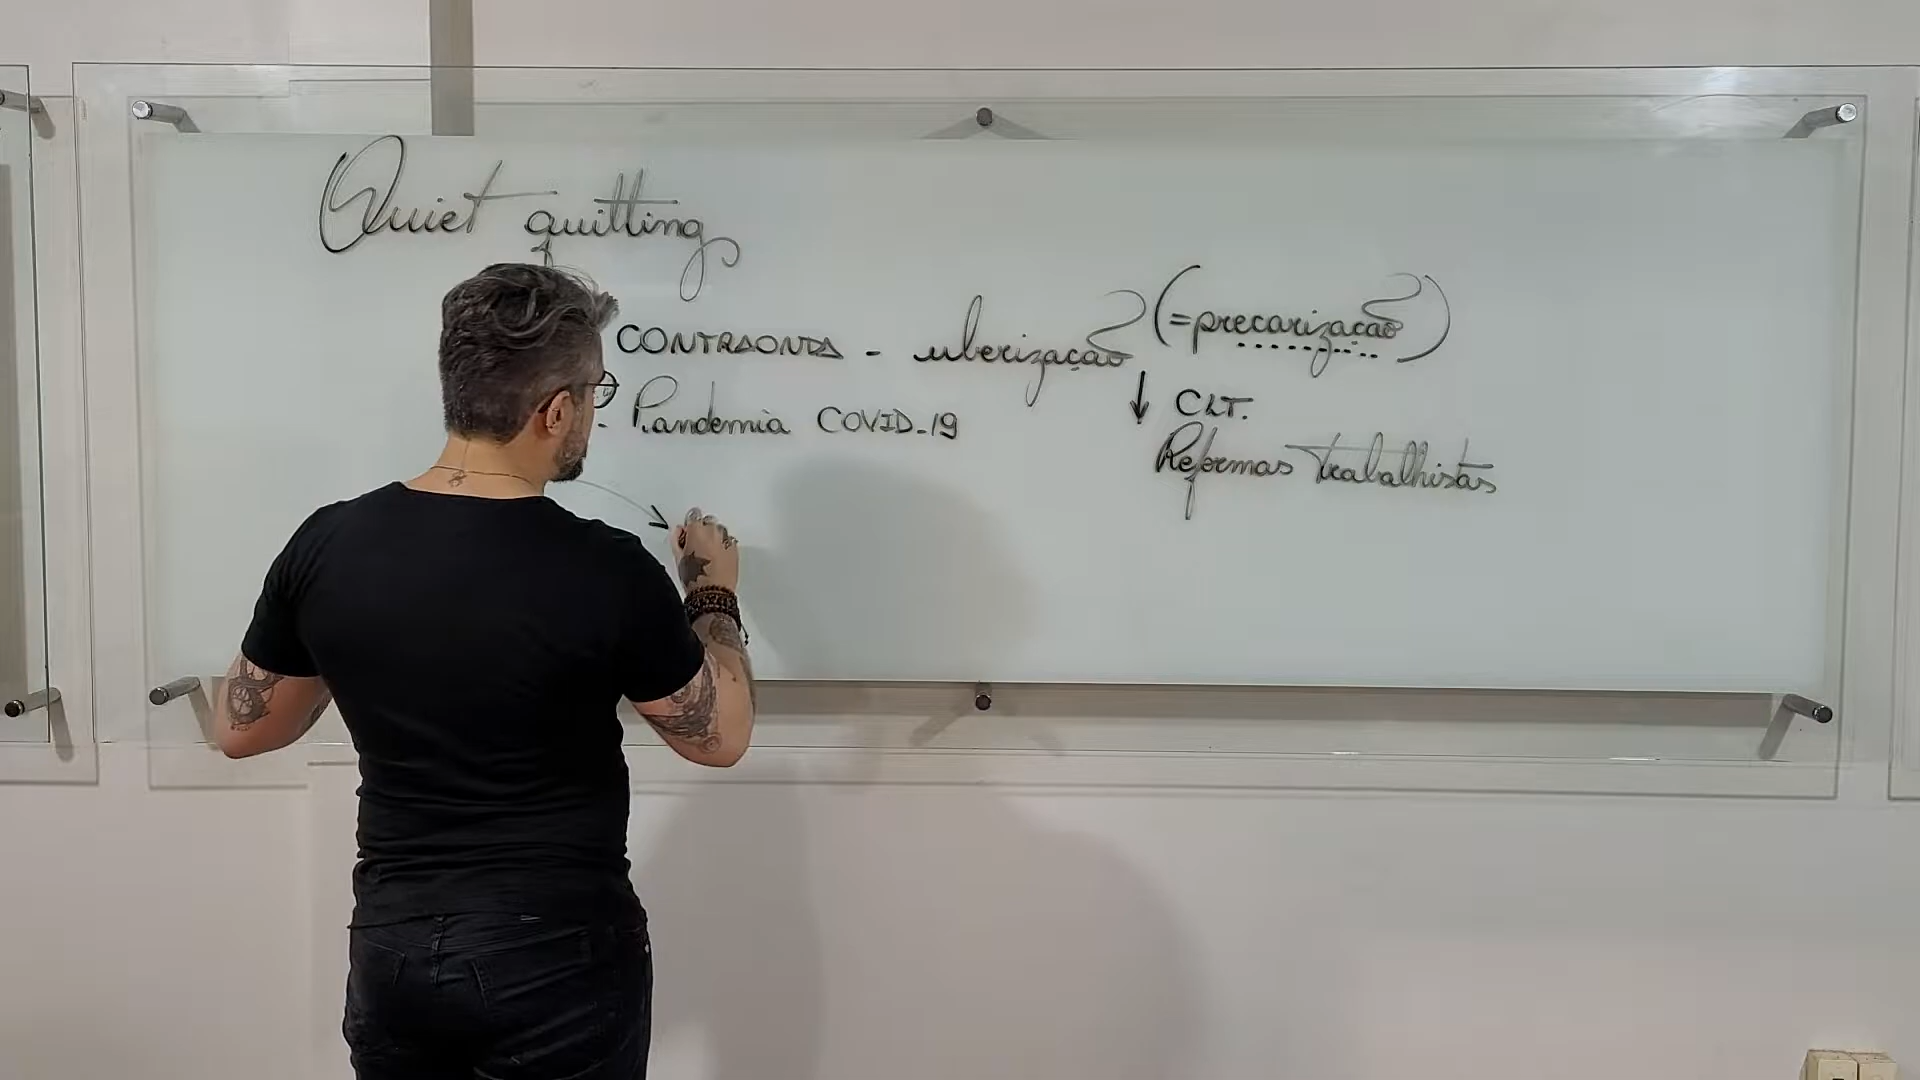 Quiet quitting
CONTRAONDA - uberização (=precarização)
- Pandemia COVID-19
↓ CLT.
Reformas trabalhistas